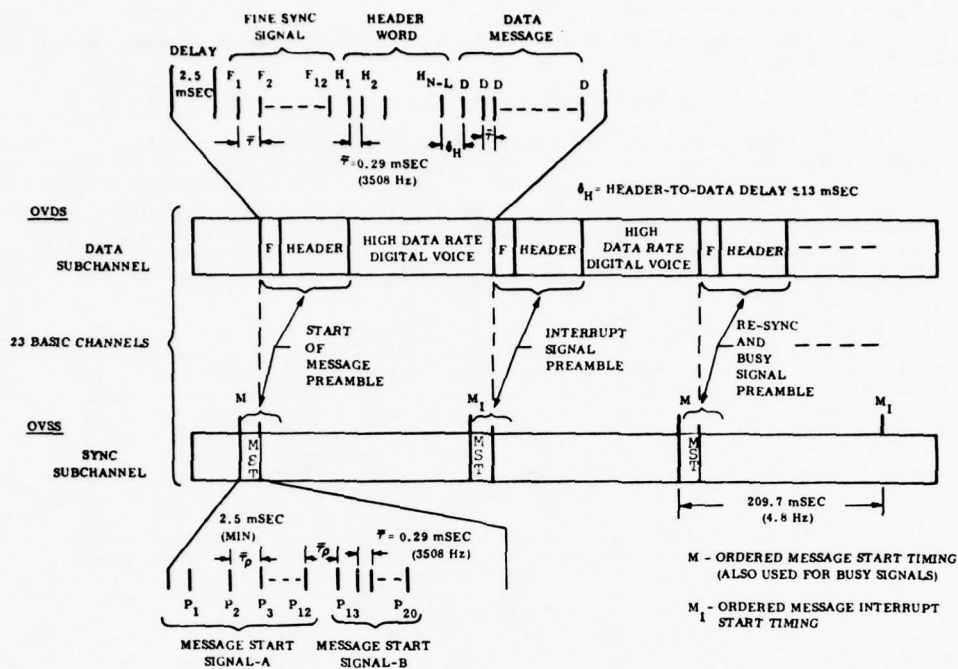 FINE SYNC
SIGNAL
HEADER
WORD
DATA
MESSAGE
DELAY
2.5
mSEC
F1 F2 F12 H1 H2 HN-L D D D D
τ̄
τ̄
τ̄=0.29 mSEC
(3508 Hz)
δH
δH = HEADER-TO-DATA DELAY ≥13 mSEC
OVDS
DATA
SUBCHANNEL
F HEADER
HIGH DATA RATE
DIGITAL VOICE
F HEADER
HIGH
DATA RATE
DIGITAL VOICE
F HEADER
23 BASIC CHANNELS
START
OF
MESSAGE
PREAMBLE
INTERRUPT
SIGNAL
PREAMBLE
RE-SYNC
AND
BUSY
SIGNAL
PREAMBLE
M MI M MI
OVSS
SYNC
SUBCHANNEL
MST
MST
MST
209.7 mSEC
(4.8 Hz)
2.5 mSEC
(MIN)
τ̄ρ
τ̄ρ
τ̄ = 0.29 mSEC
(3508 Hz)
P1 P2 P3 P12 P13 P20
MESSAGE START
SIGNAL-A
MESSAGE START
SIGNAL-B
M - ORDERED MESSAGE START TIMING
(ALSO USED FOR BUSY SIGNALS)
MI - ORDERED MESSAGE INTERRUPT
START TIMING